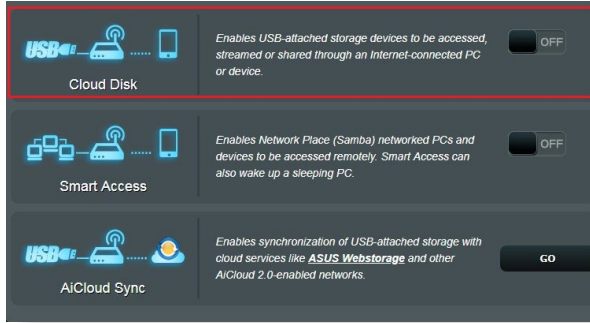 Enables USB-attached storage devices to be accessed,
streamed or shared through an Internet-connected PC
or device.
OFF
USB
Cloud Disk
Enables Network Place (Samba) networked PCs and
devices to be accessed remotely. Smart Access can
also wake up a sleeping PC.
OFF
Smart Access
Enables synchronization of USB-attached storage with
cloud services like ASUS Webstorage and other
AiCloud 2.0-enabled networks.
GO
USB
AiCloud Sync